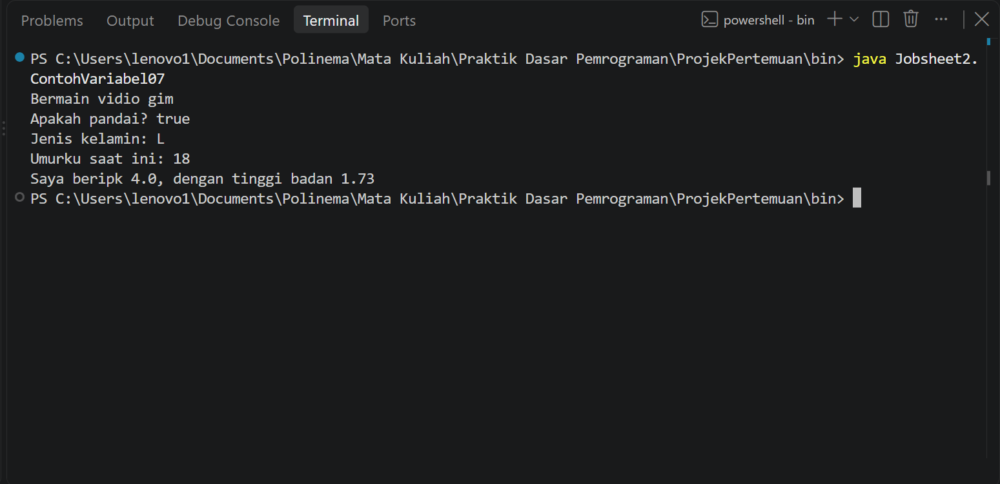 Problems Output Debug Console Terminal Ports powershell - bin
PS C:\Users\lenovo1\Documents\Polinema\Mata Kuliah\Praktik Dasar Pemrograman\ProjekPertemuan\bin> java Jobsheet2.
ContohVariabel07
Bermain vidio gim
Apakah pandai? true
Jenis kelamin: L
Umurku saat ini: 18
Saya beripk 4.0, dengan tinggi badan 1.73
PS C:\Users\lenovo1\Documents\Polinema\Mata Kuliah\Praktik Dasar Pemrograman\ProjekPertemuan\bin>